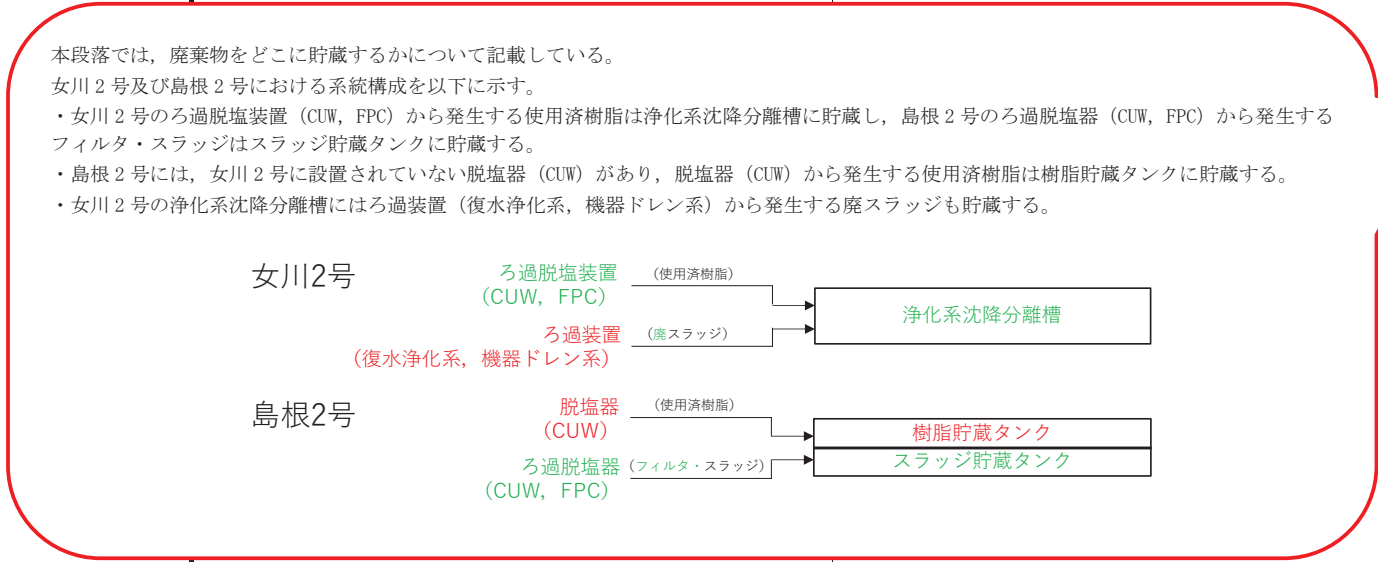 本段落では，廃棄物をどこに貯蔵するかについて記載している。
女川２号及び島根２号における系統構成を以下に示す。
・女川２号のろ過脱塩装置（CUW, FPC）から発生する使用済樹脂は浄化系沈降分離槽に貯蔵し，島根２号のろ過脱塩器（CUW, FPC）から発生する
フィルタ・スラッジはスラッジ貯蔵タンクに貯蔵する。
・島根２号には，女川２号に設置されていない脱塩器（CUW）があり，脱塩器（CUW）から発生する使用済樹脂は樹脂貯蔵タンクに貯蔵する。
・女川２号の浄化系沈降分離槽にはろ過装置（復水浄化系，機器ドレン系）から発生する廃スラッジも貯蔵する。
女川2号
ろ過脱塩装置
（CUW，FPC）
（使用済樹脂）
浄化系沈降分離槽
ろ過装置
（復水浄化系，機器ドレン系）
（廃スラッジ）
島根2号
脱塩器
（CUW）
（使用済樹脂）
樹脂貯蔵タンク
ろ過脱塩器
（CUW，FPC）
（フィルタ・スラッジ）
スラッジ貯蔵タンク